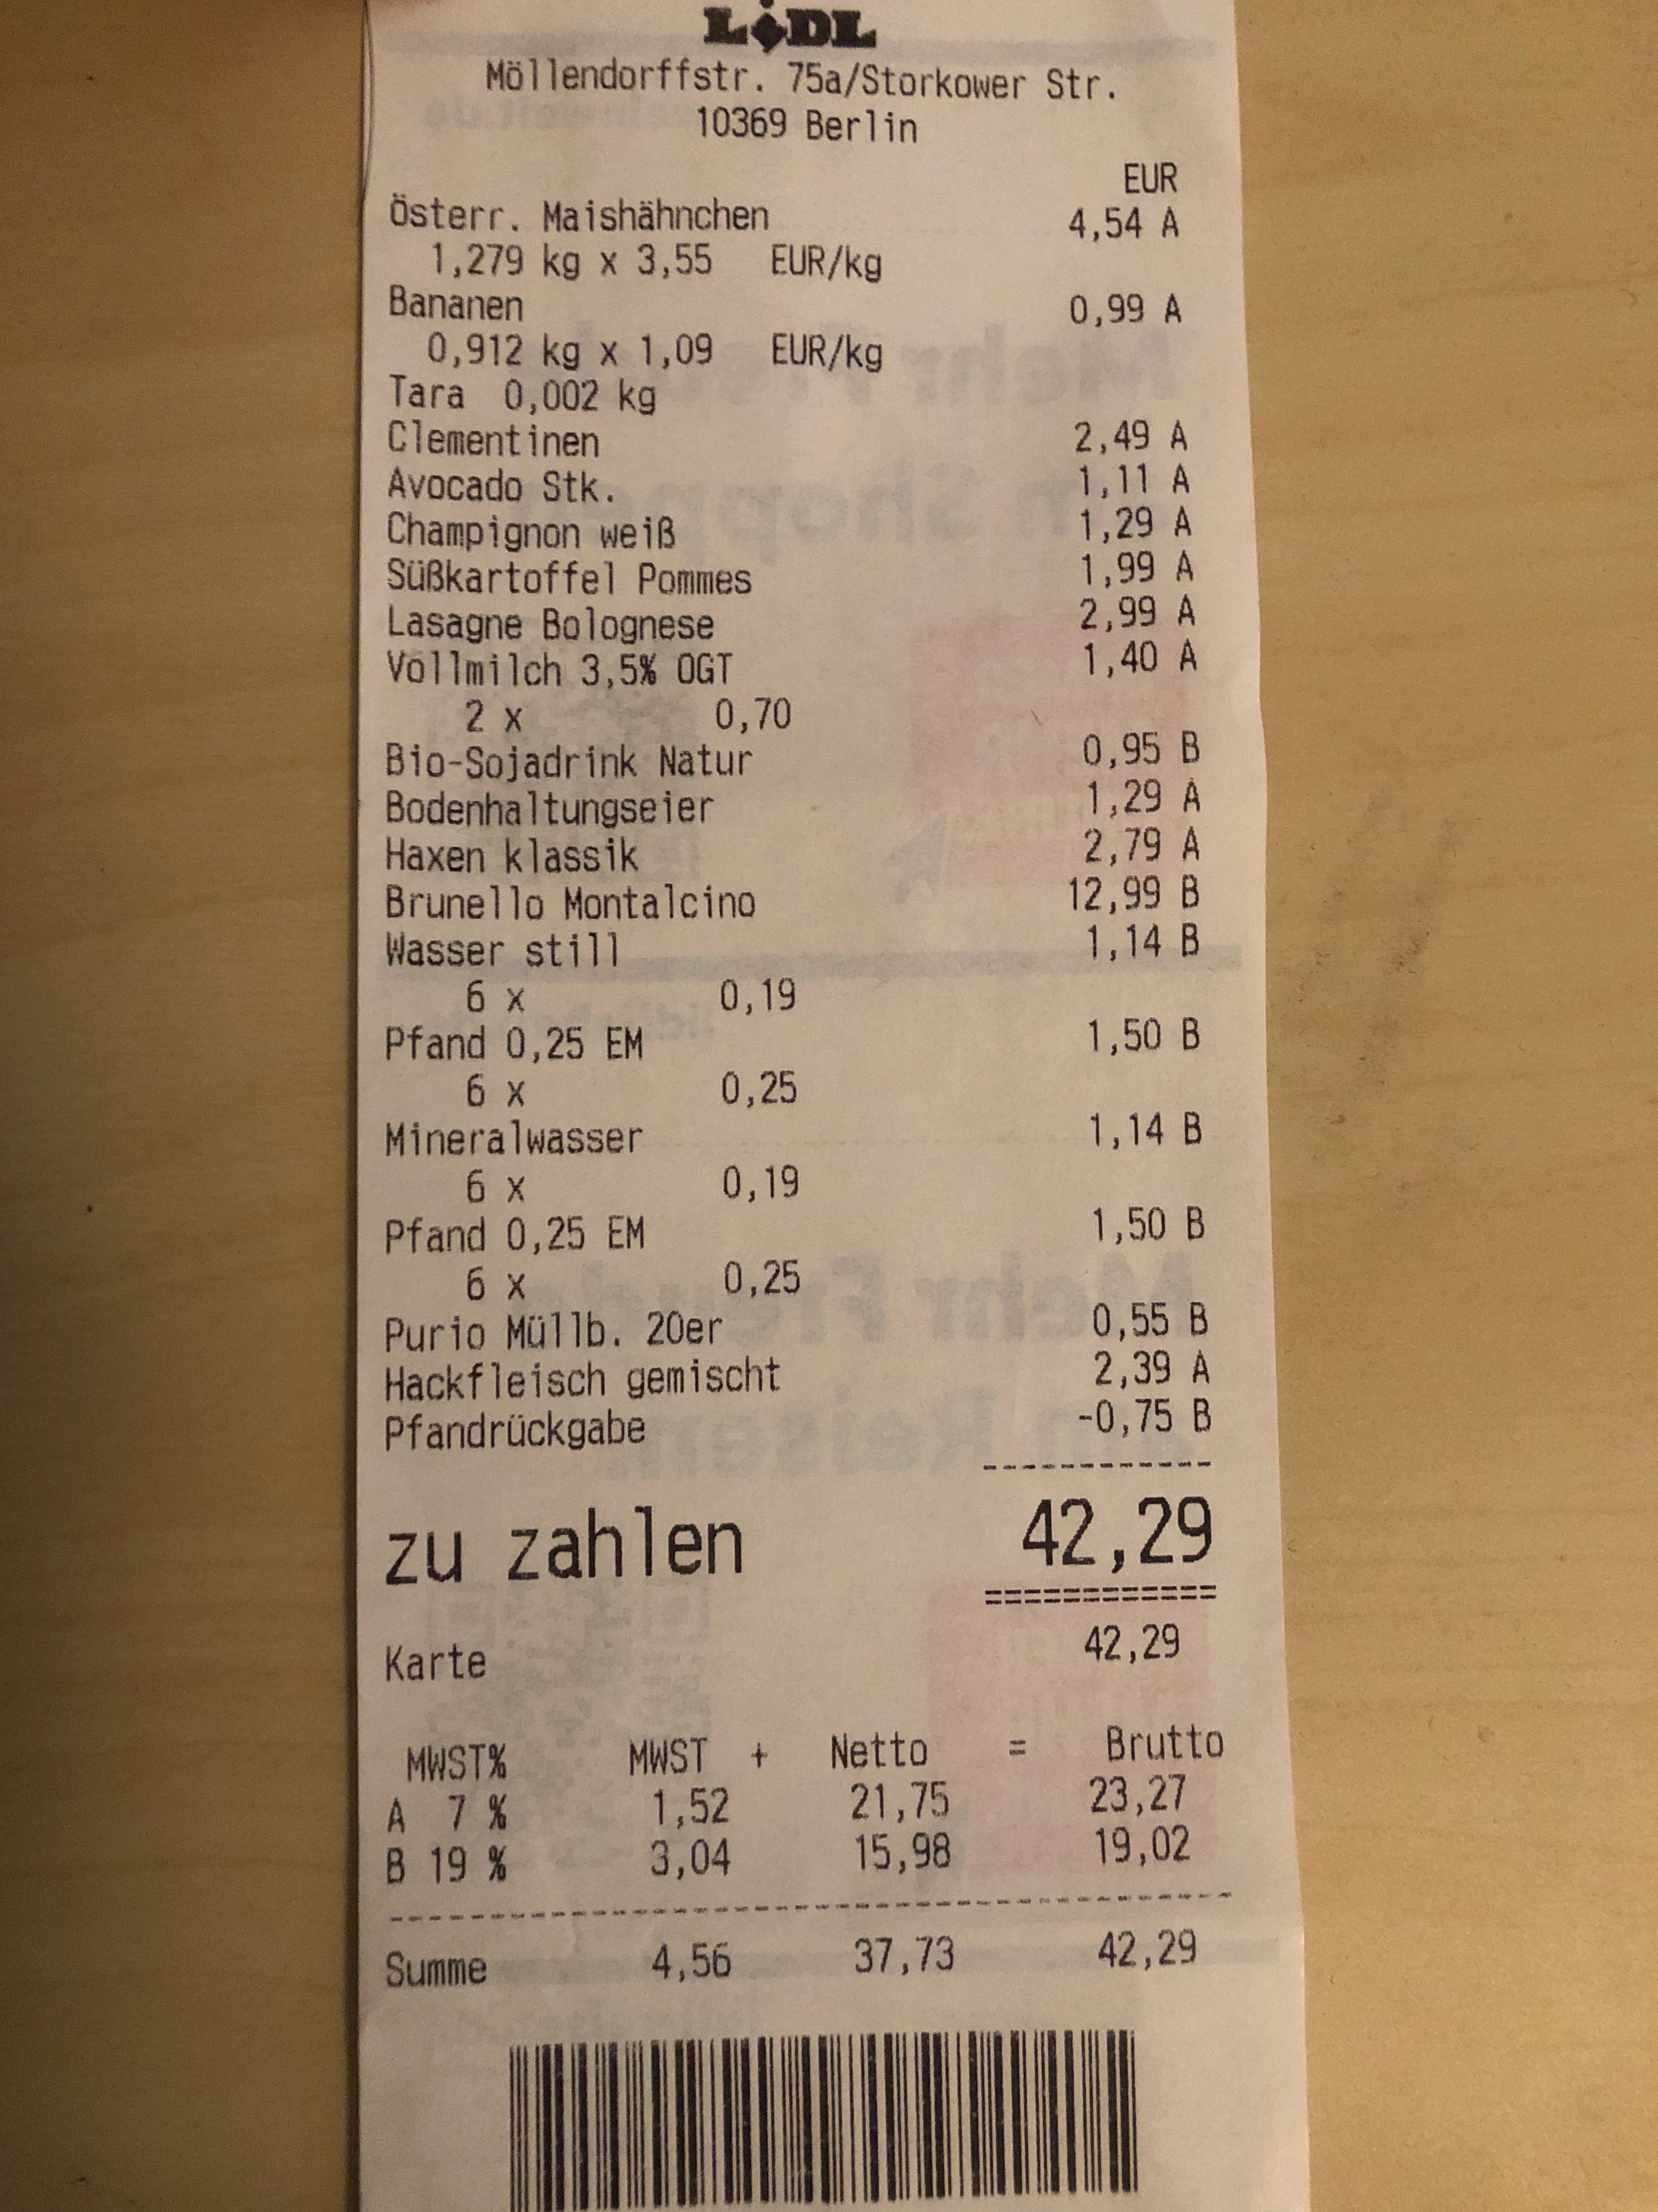 LiDL
Möllendorffstr. 75a/Storkower Str.
10369 Berlin
EUR
Österr. Maishähnchen 4,54 A
1,279 kg x 3,55 EUR/kg
Bananen 0,99 A
0,912 kg x 1,09 EUR/kg
Tara 0,002 kg
Clementinen 2,49 A
Avocado Stk. 1,11 A
Champignon weiß 1,29 A
Süßkartoffel Pommes 1,99 A
Lasagne Bolognese 2,99 A
Vollmilch 3,5% OGT 1,40 A
2 x 0,70
Bio-Sojadrink Natur 0,95 B
Bodenhaltungseier 1,29 A
Haxen klassik 2,79 A
Brunello Montalcino 12,99 B
Wasser still 1,14 B
6 x 0,19
Pfand 0,25 EM 1,50 B
6 x 0,25
Mineralwasser 1,14 B
6 x 0,19
Pfand 0,25 EM 1,50 B
6 x 0,25
Purio Müllb. 20er 0,55 B
Hackfleisch gemischt 2,39 A
Pfandrückgabe -0,75 B
------------
zu zahlen 42,29
============
Karte 42,29
MWST% MWST + Netto = Brutto
A 7 % 1,52 21,75 23,27
B 19 % 3,04 15,98 19,02
Summe 4,56 37,73 42,29